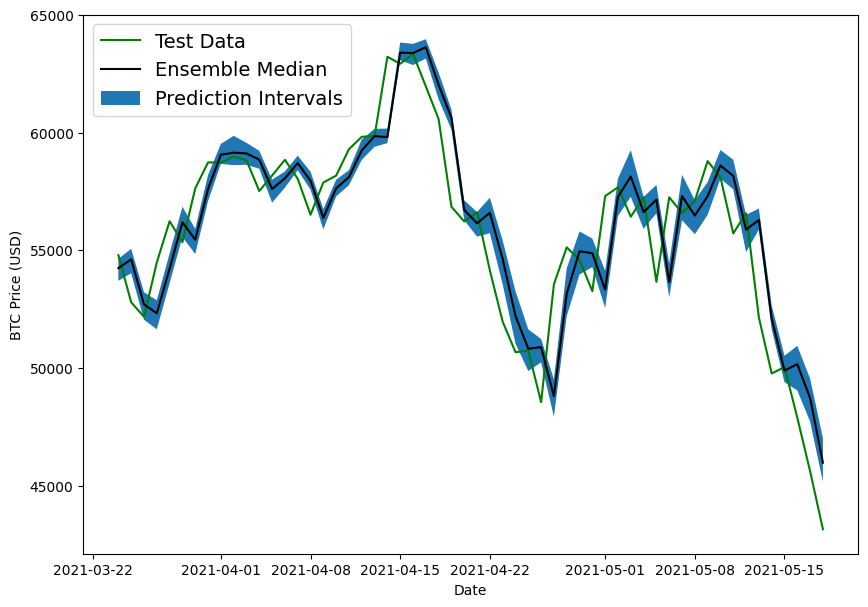 65000
60000
55000
50000
45000
BTC Price (USD)
Test Data
Ensemble Median
Prediction Intervals
2021-03-22
2021-04-01
2021-04-08
2021-04-15
2021-04-22
2021-05-01
2021-05-08
2021-05-15
Date